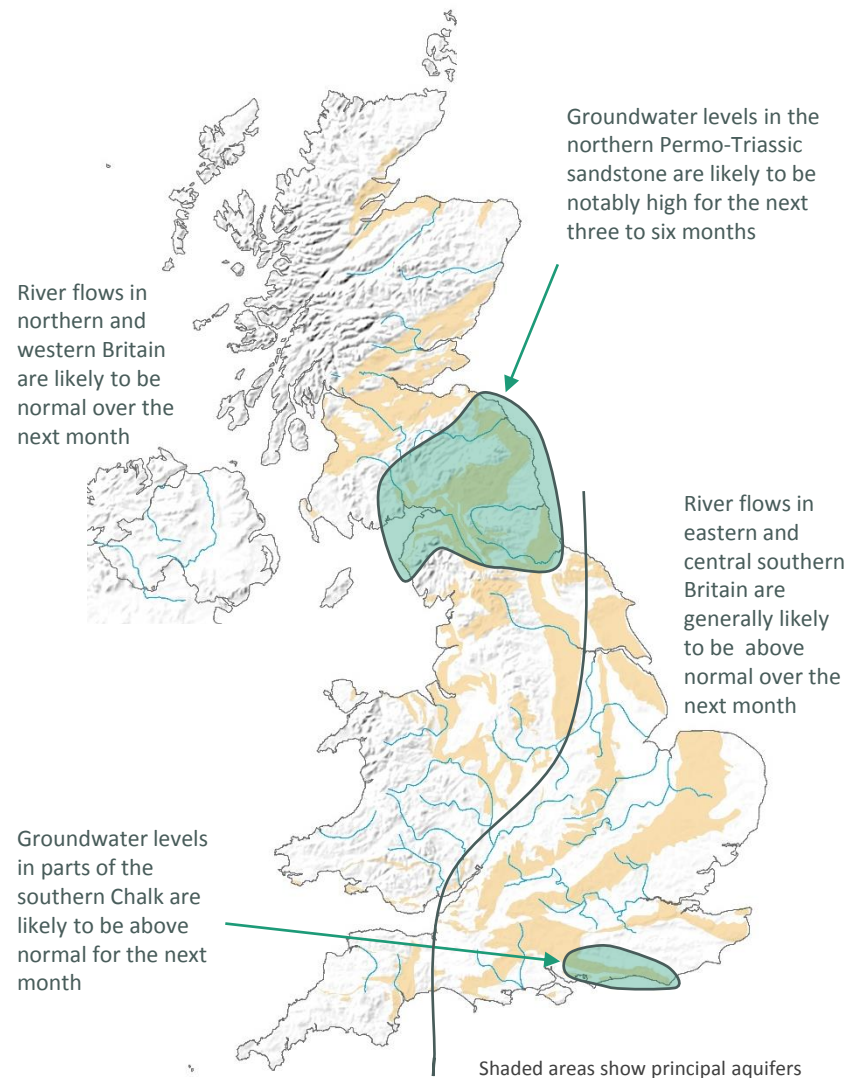 Groundwater levels in the
northern Permo-Triassic
sandstone are likely to be
notably high for the next
three to six months
River flows in
northern and
western Britain
are likely to be
normal over the
next month
River flows in
eastern and
central southern
Britain are
generally likely
to be above
normal over the
next month
Groundwater levels
in parts of the
southern Chalk are
likely to be above
normal for the next
month
Shaded areas show principal aquifers